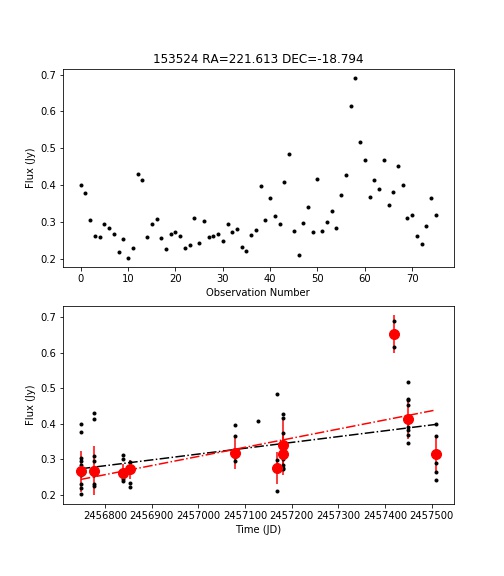 153524 RA=221.613 DEC=-18.794
0.7
0.6
0.5
0.4
0.3
0.2
Flux (Jy)
0 10 20 30 40 50 60 70
Observation Number
0.7
0.6
0.5
0.4
0.3
0.2
Flux (Jy)
2456800 2456900 2457000 2457100 2457200 2457300 2457400 2457500
Time (JD)